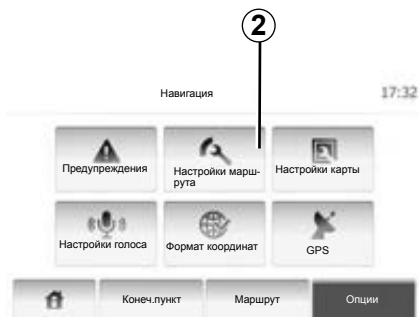 2
Навигация 17:32
Предупреждения
Настройки марш-
рута
Настройки карты
Настройки голоса
Формат координат
GPS
Конеч.пункт Маршрут Опции